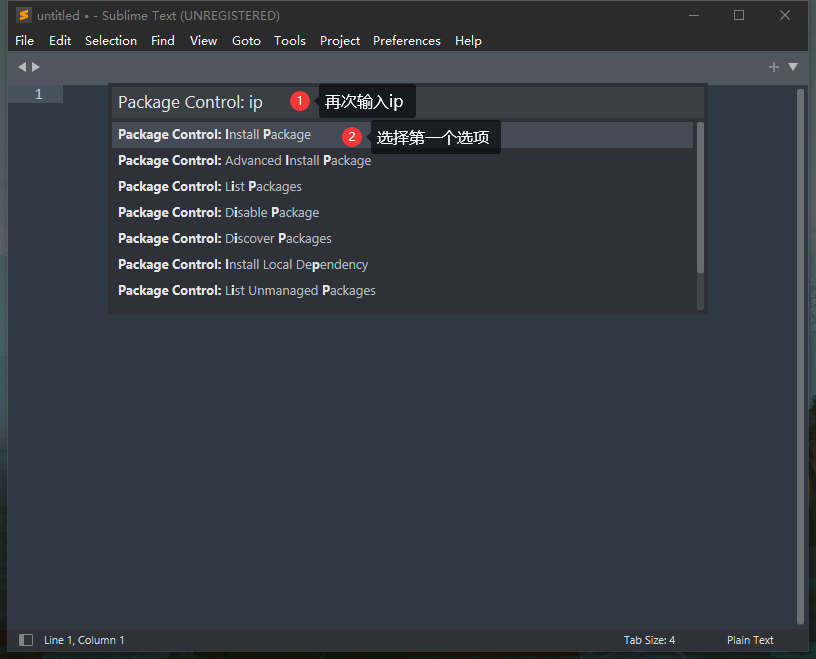 untitled • - Sublime Text (UNREGISTERED)
File Edit Selection Find View Goto Tools Project Preferences Help
1
Package Control: ip 1 再次输入ip
Package Control: Install Package 2 选择第一个选项
Package Control: Advanced Install Package
Package Control: List Packages
Package Control: Disable Package
Package Control: Discover Packages
Package Control: Install Local Dependency
Package Control: List Unmanaged Packages
Line 1, Column 1 Tab Size: 4 Plain Text